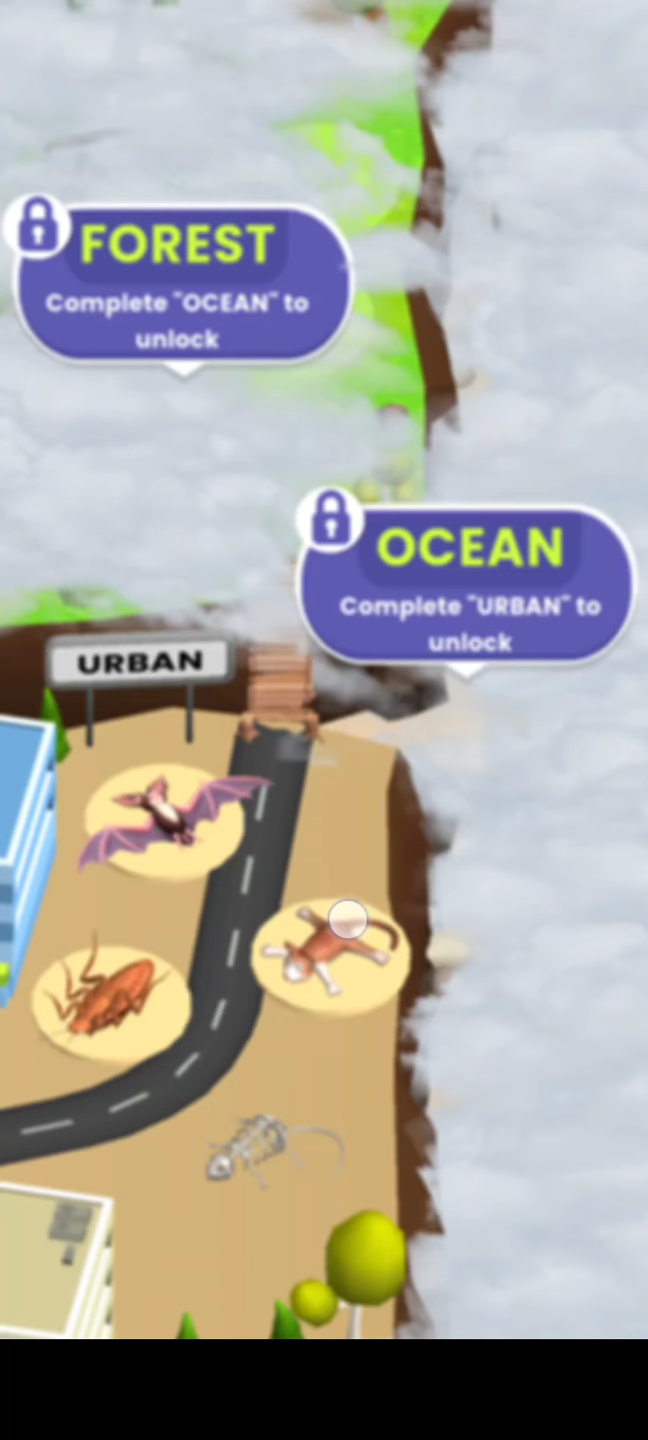 FOREST
Complete "OCEAN" to
unlock
OCEAN
Complete "URBAN" to
unlock
URBAN